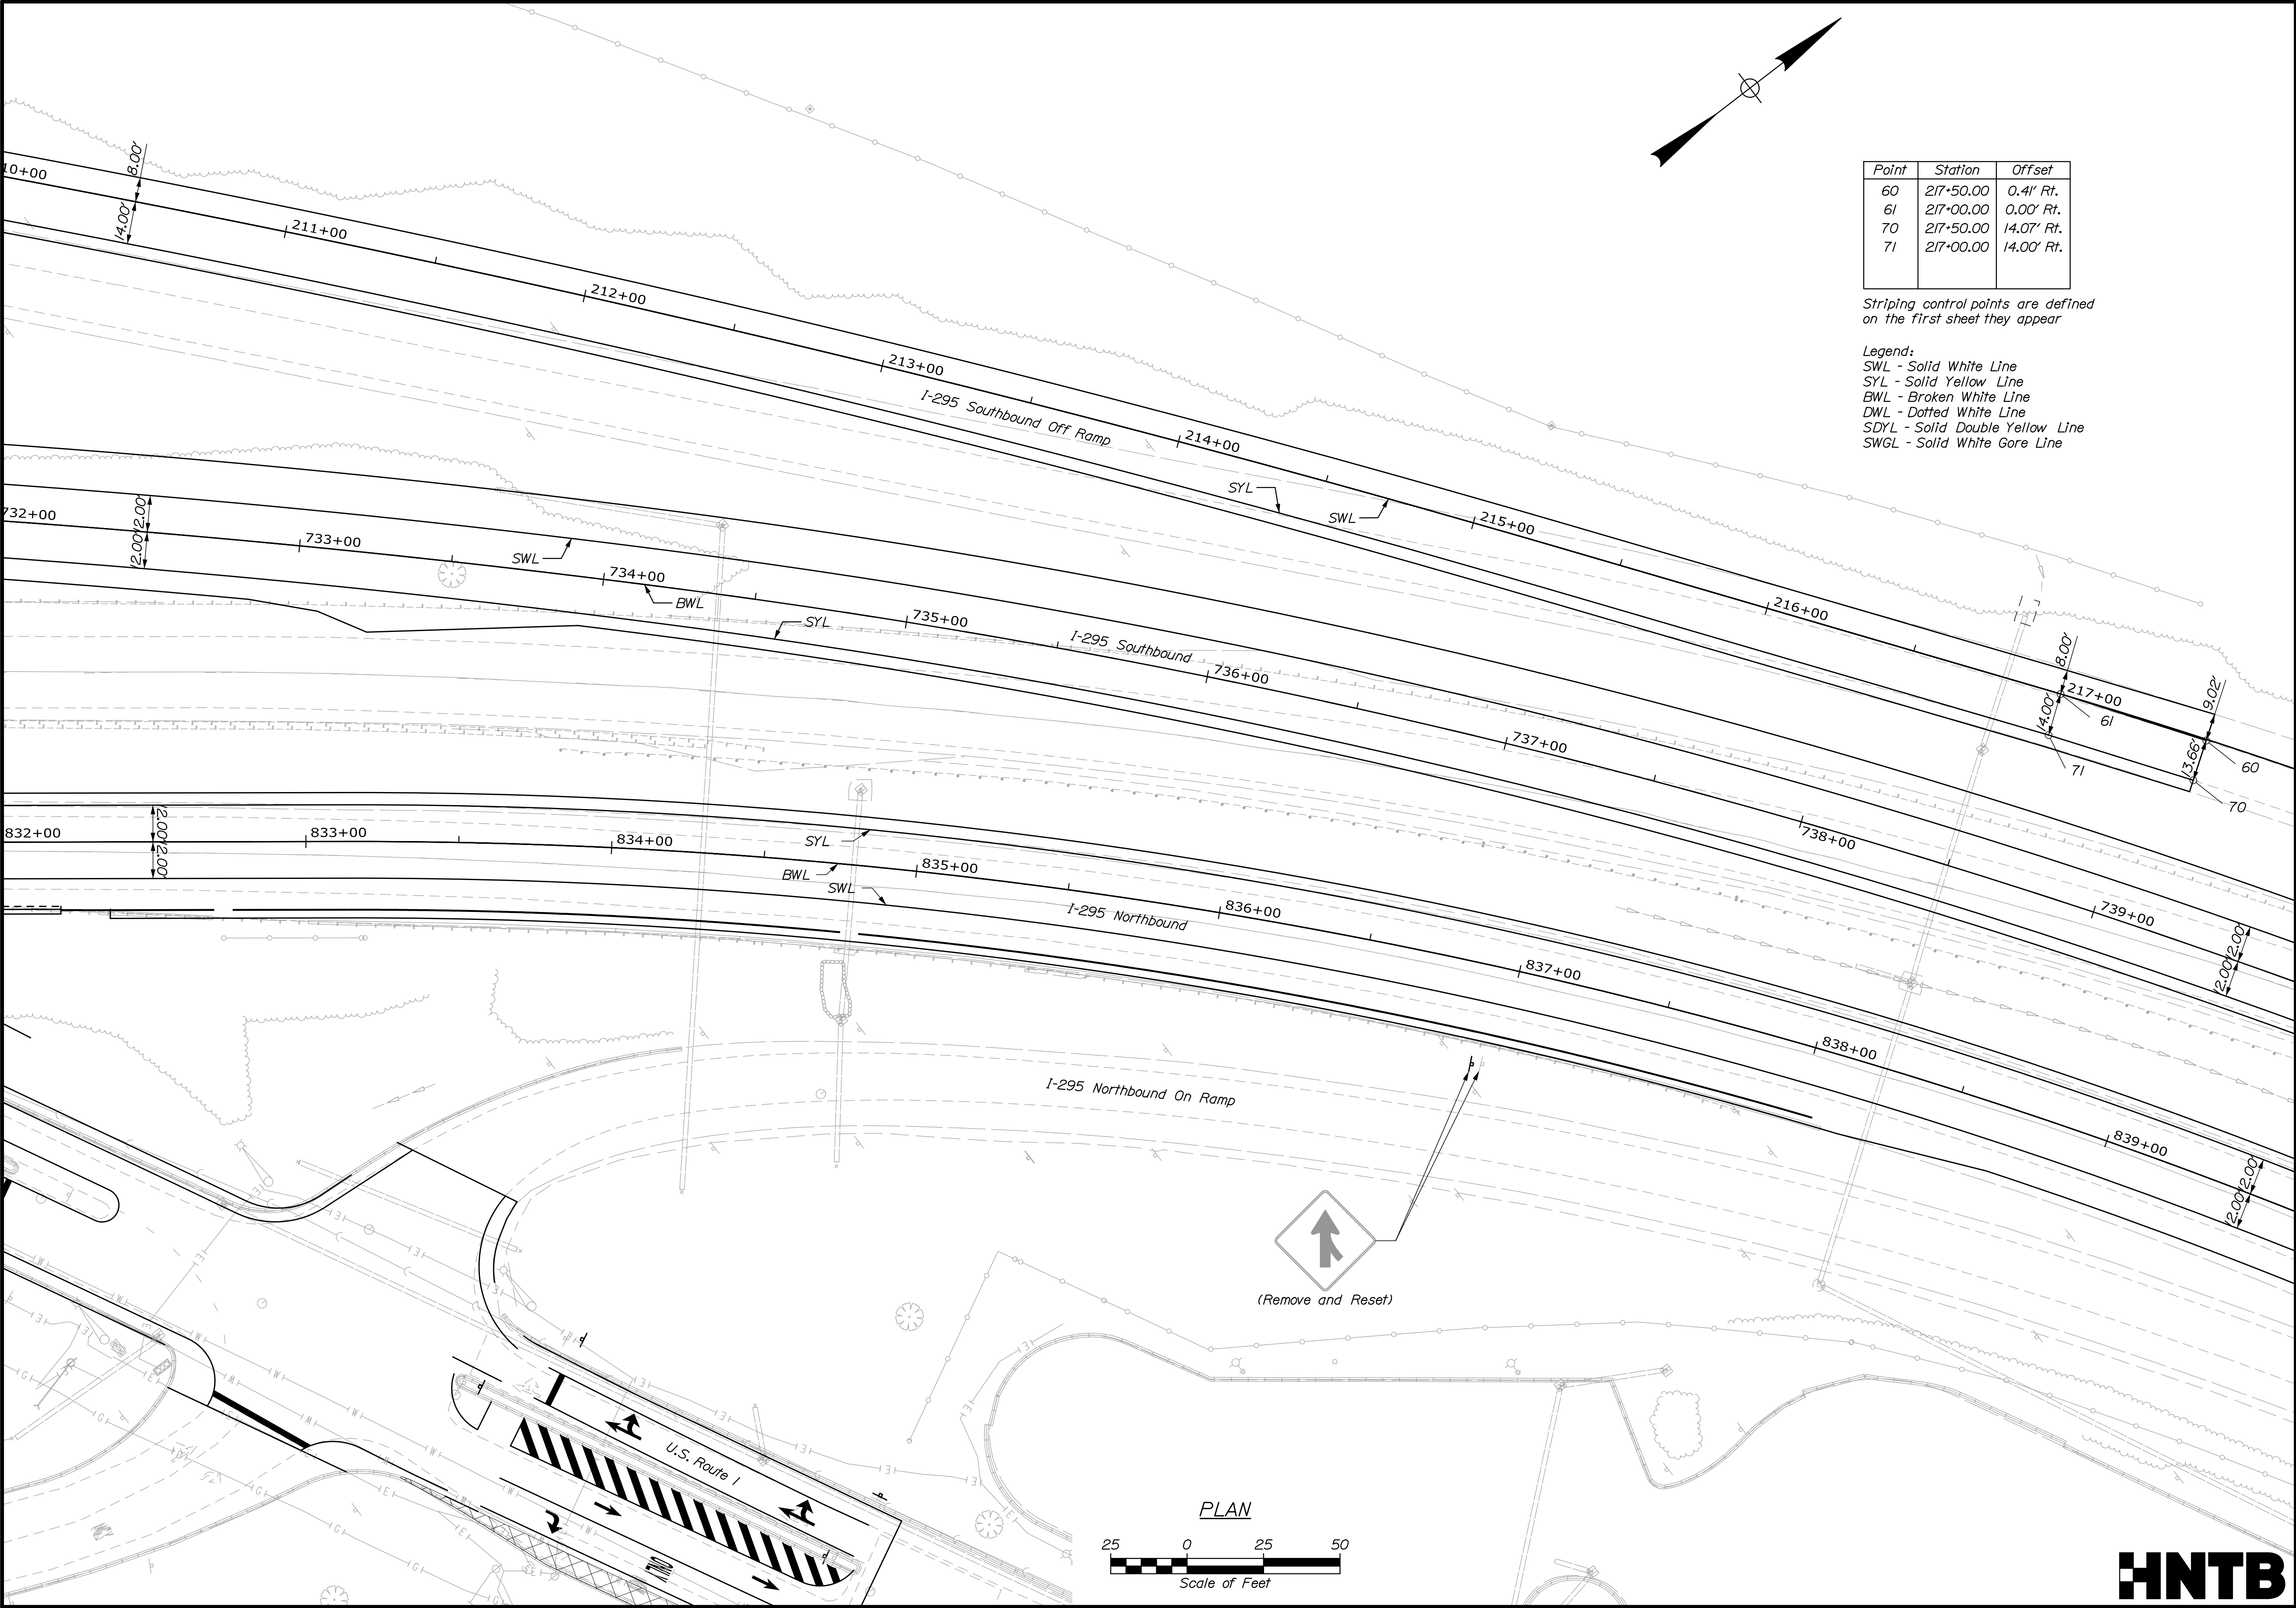 Point Station Offset
60 217+50.00 0.41' Rt.
61 217+00.00 0.00' Rt.
70 217+50.00 14.07' Rt.
71 217+00.00 14.00' Rt.
Striping control points are defined
on the first sheet they appear
Legend:
SWL - Solid White Line
SYL - Solid Yellow Line
BWL - Broken White Line
DWL - Dotted White Line
SDYL - Solid Double Yellow Line
SWGL - Solid White Gore Line
10+00
8.00'
14.00'
211+00
212+00
213+00
I-295 Southbound Off Ramp
214+00
SYL
SWL
215+00
216+00
8.00'
217+00
14.00'
61
71
9.02'
13.66'
60
70
732+00
12.00'
12.00'
733+00
SWL
734+00
BWL
735+00
SYL
I-295 Southbound
736+00
737+00
738+00
739+00
12.00'
12.00'
832+00
12.00'
12.00'
833+00
834+00
SYL
BWL
835+00
SWL
I-295 Northbound
836+00
837+00
838+00
839+00
12.00'
12.00'
I-295 Northbound On Ramp
(Remove and Reset)
U.S. Route 1
PLAN
25 0 25 50
Scale of Feet
HNTB